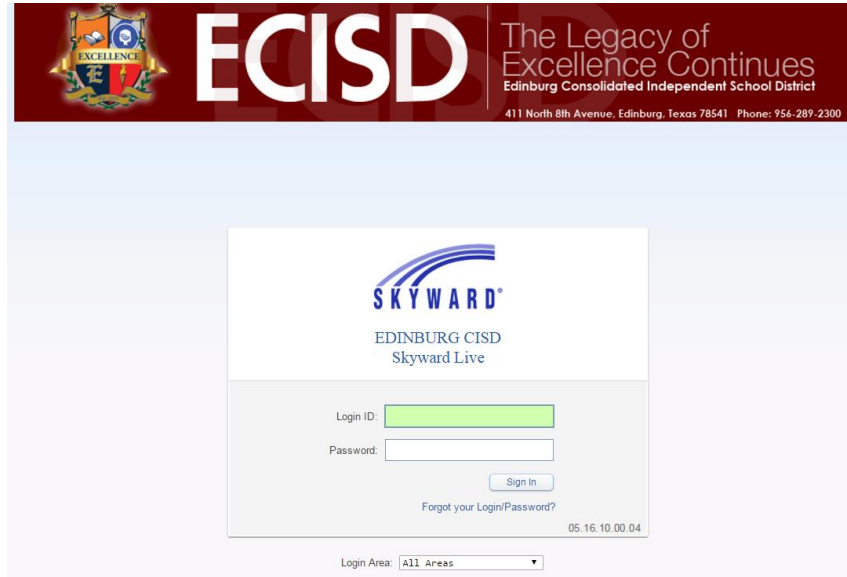 EXCELLENCE
E
ECISD
The Legacy of
Excellence Continues
Edinburg Consolidated Independent School District
411 North 8th Avenue, Edinburg, Texas 78541 Phone: 956-289-2300
SKYWARD®
EDINBURG CISD
Skyward Live
Login ID:
Password:
Sign In
Forgot your Login/Password?
05.16.10.00.04
Login Area: All Areas